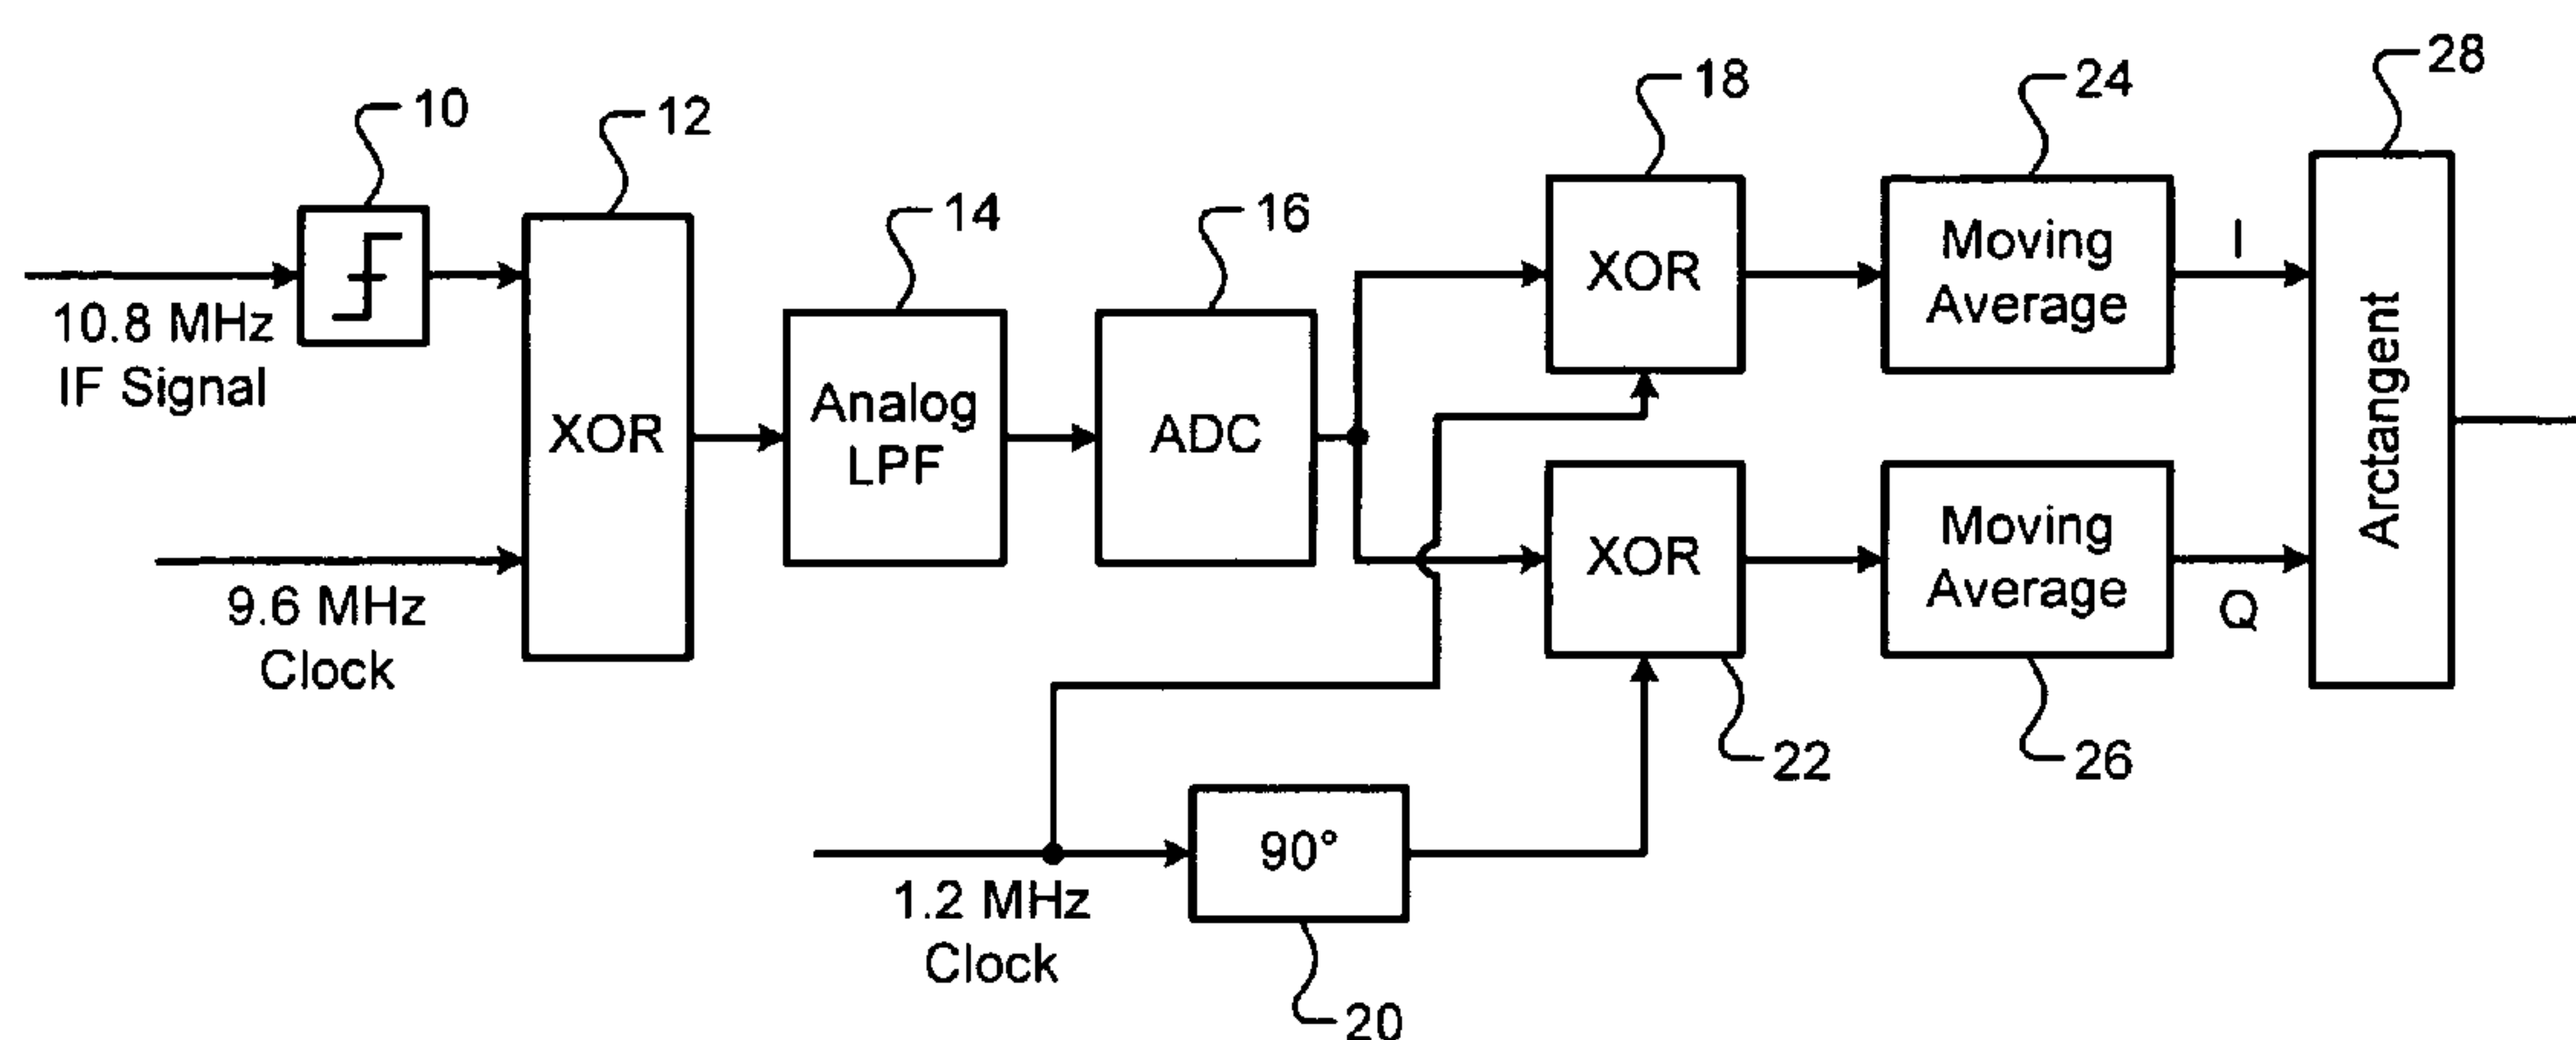 10
12
14
16
18
24
28
10.8 MHz
IF Signal
XOR
9.6 MHz
Clock
Analog
LPF
ADC
XOR
Moving
Average
I
XOR
Moving
Average
Q
Arctangent
22
26
1.2 MHz
Clock
90°
20